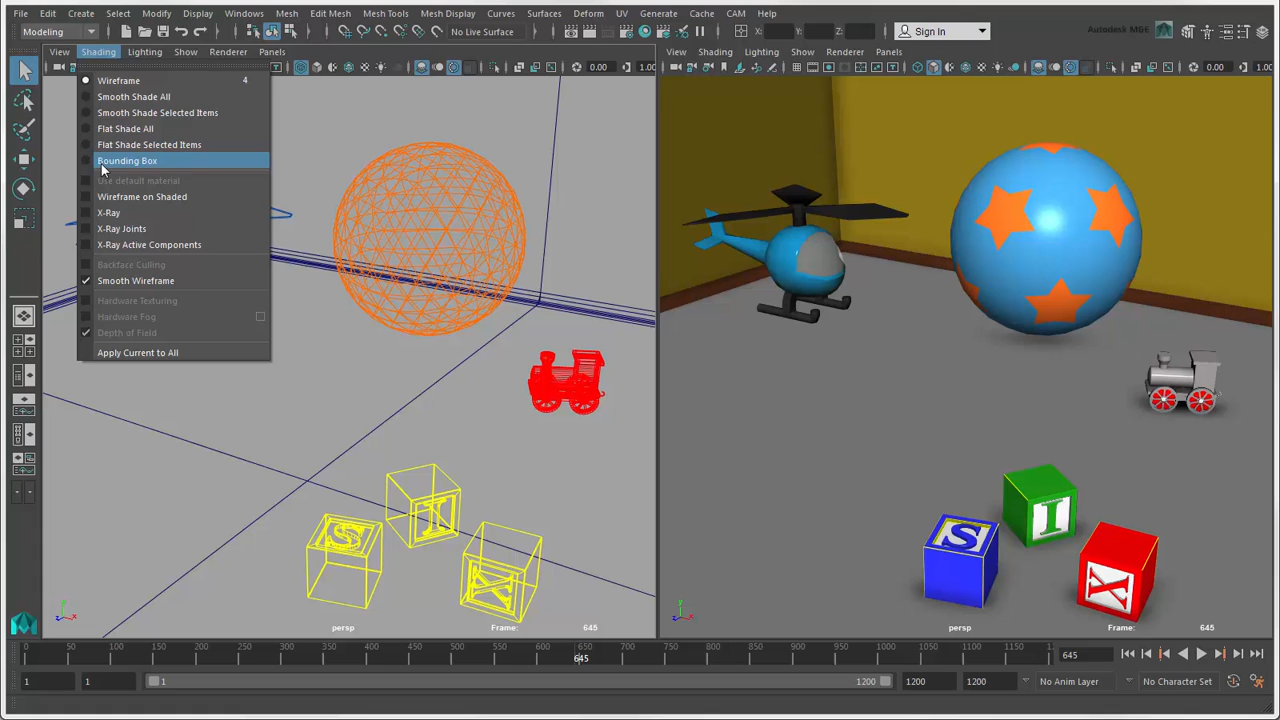 File Edit Create Select Modify Display Windows Mesh Edit Mesh Mesh Tools Mesh Display Curves Surfaces Deform UV Generate Cache CAM Help
Modeling No Live Surface X: Y: Z: Sign In Autodesk MGE
View Shading Lighting Show Renderer Panels
0.00 1.00
Wireframe 4
Smooth Shade All
Smooth Shade Selected Items
Flat Shade All
Flat Shade Selected Items
Bounding Box
Use default material
Wireframe on Shaded
X-Ray
X-Ray Joints
X-Ray Active Components
Backface Culling
Smooth Wireframe
Hardware Texturing
Hardware Fog
Depth of Field
Apply Current to All
S I X
persp Frame: 645
View Shading Lighting Show Renderer Panels
0.00 1.00
S I X
persp Frame: 645
0 50 100 150 200 250 300 350 400 450 500 550 600 645 700 750 800 850 900 950 1000 1050 1100 1150 645
1 1 1 1200 1200 1200 No Anim Layer No Character Set